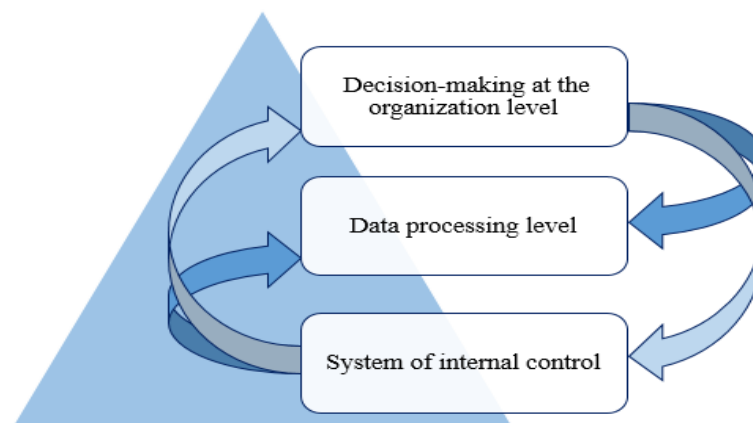 Decision-making at the
organization level
Data processing level
System of internal control